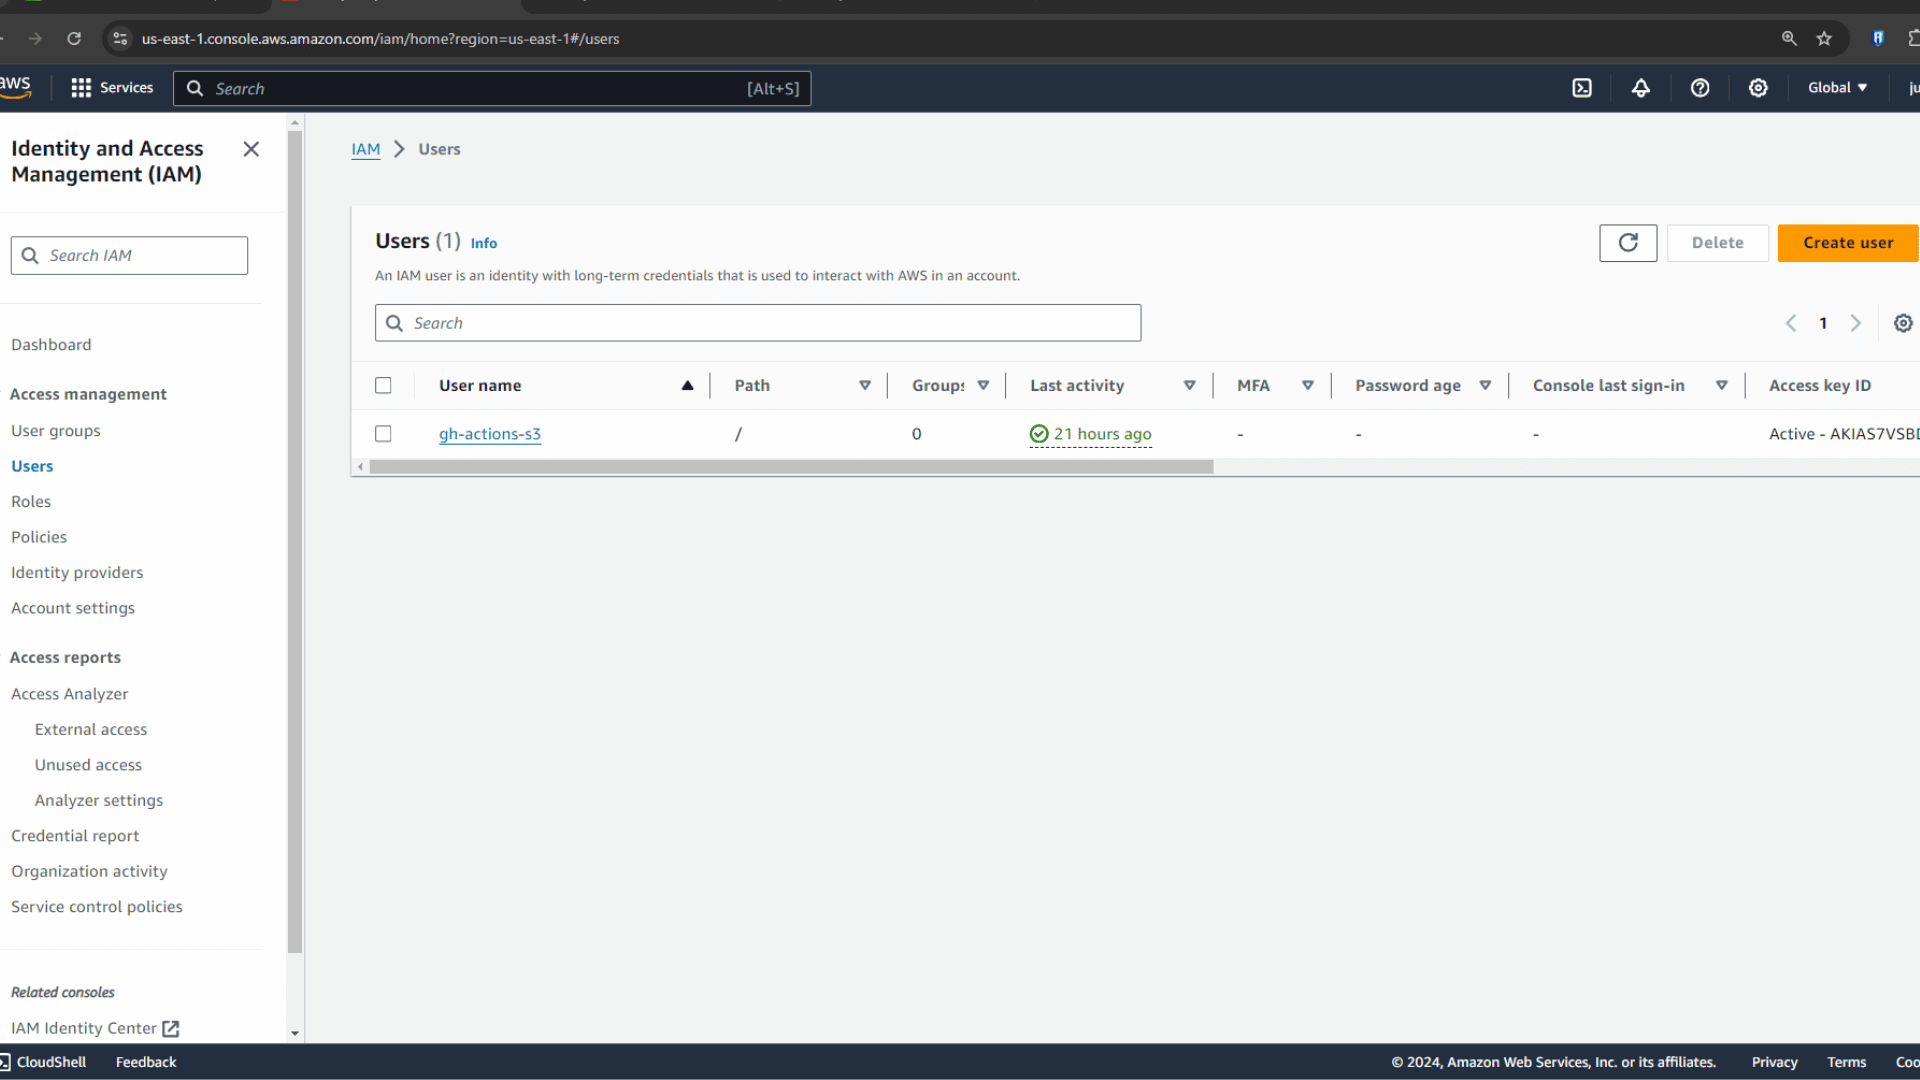 us-east-1.console.aws.amazon.com/iam/home?region=us-east-1#/users
aws
Services
Search
[Alt+S]
Global
Identity and Access
Management (IAM)
Search IAM
Dashboard
Access management
User groups
Users
Roles
Policies
Identity providers
Account settings
Access reports
Access Analyzer
External access
Unused access
Analyzer settings
Credential report
Organization activity
Service control policies
Related consoles
IAM Identity Center
IAM > Users
Users (1) Info
An IAM user is an identity with long-term credentials that is used to interact with AWS in an account.
Delete
Create user
Search
1
User name Path Groups Last activity MFA Password age Console last sign-in Access key ID
gh-actions-s3 / 0 21 hours ago - - - Active - AKIAS7VSB
CloudShell Feedback © 2024, Amazon Web Services, Inc. or its affiliates. Privacy Terms Coo